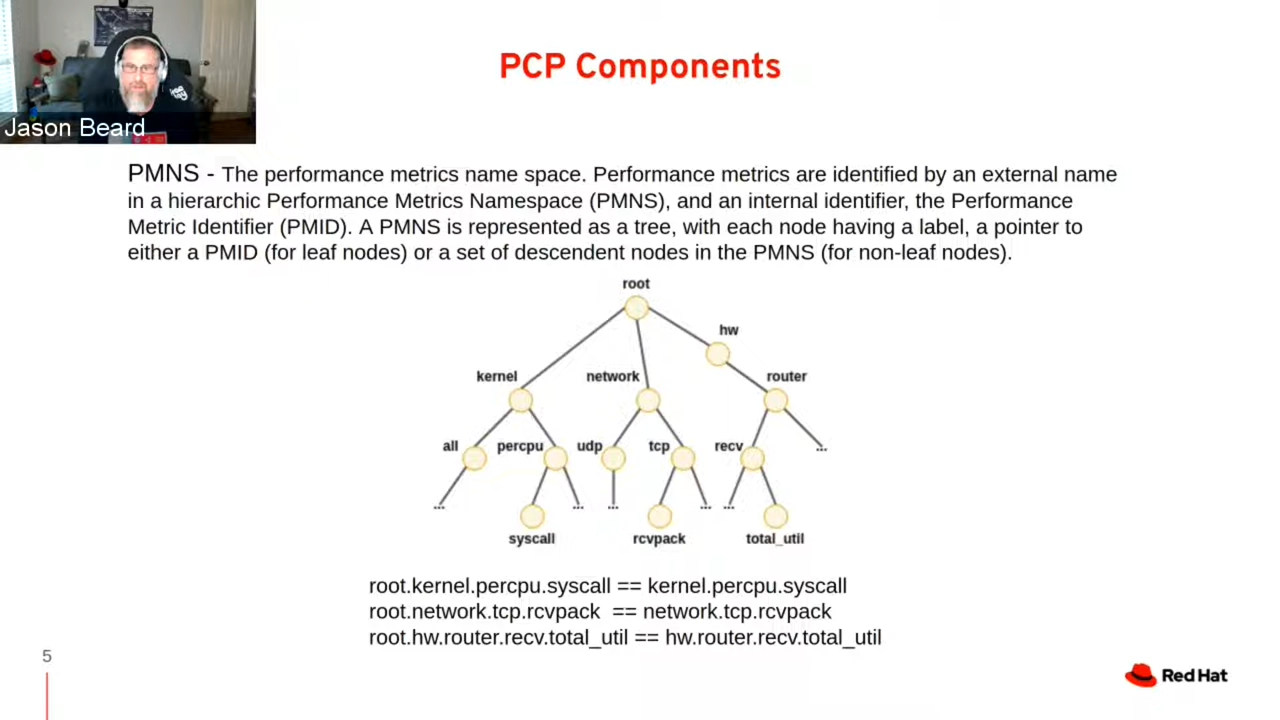 Jason Beard
PCP Components
PMNS - The performance metrics name space. Performance metrics are identified by an external name
in a hierarchic Performance Metrics Namespace (PMNS), and an internal identifier, the Performance
Metric Identifier (PMID). A PMNS is represented as a tree, with each node having a label, a pointer to
either a PMID (for leaf nodes) or a set of descendent nodes in the PMNS (for non-leaf nodes).
root
hw
kernel network router
all percpu udp tcp recv ...
... ... ... ... ...
syscall rcvpack total_util
root.kernel.percpu.syscall == kernel.percpu.syscall
root.network.tcp.rcvpack == network.tcp.rcvpack
root.hw.router.recv.total_util == hw.router.recv.total_util
5
Red Hat